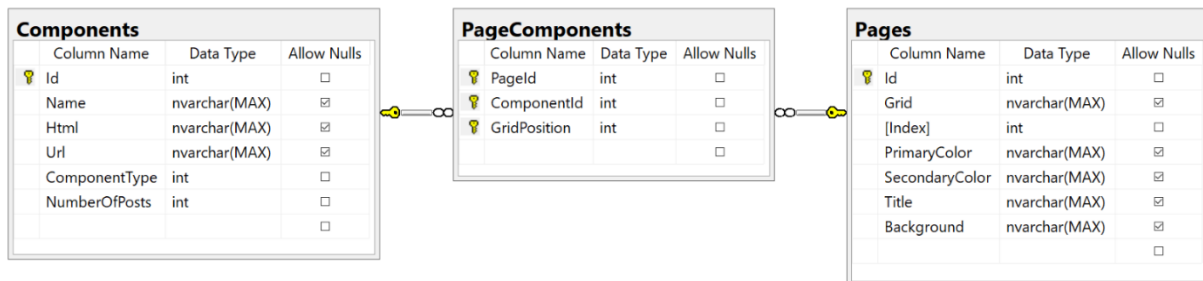 Components
Column Name Data Type Allow Nulls
Id int
Name nvarchar(MAX)
Html nvarchar(MAX)
Url nvarchar(MAX)
ComponentType int
NumberOfPosts int
PageComponents
Column Name Data Type Allow Nulls
PageId int
ComponentId int
GridPosition int
Pages
Column Name Data Type Allow Nulls
Id int
Grid nvarchar(MAX)
[Index] int
PrimaryColor nvarchar(MAX)
SecondaryColor nvarchar(MAX)
Title nvarchar(MAX)
Background nvarchar(MAX)